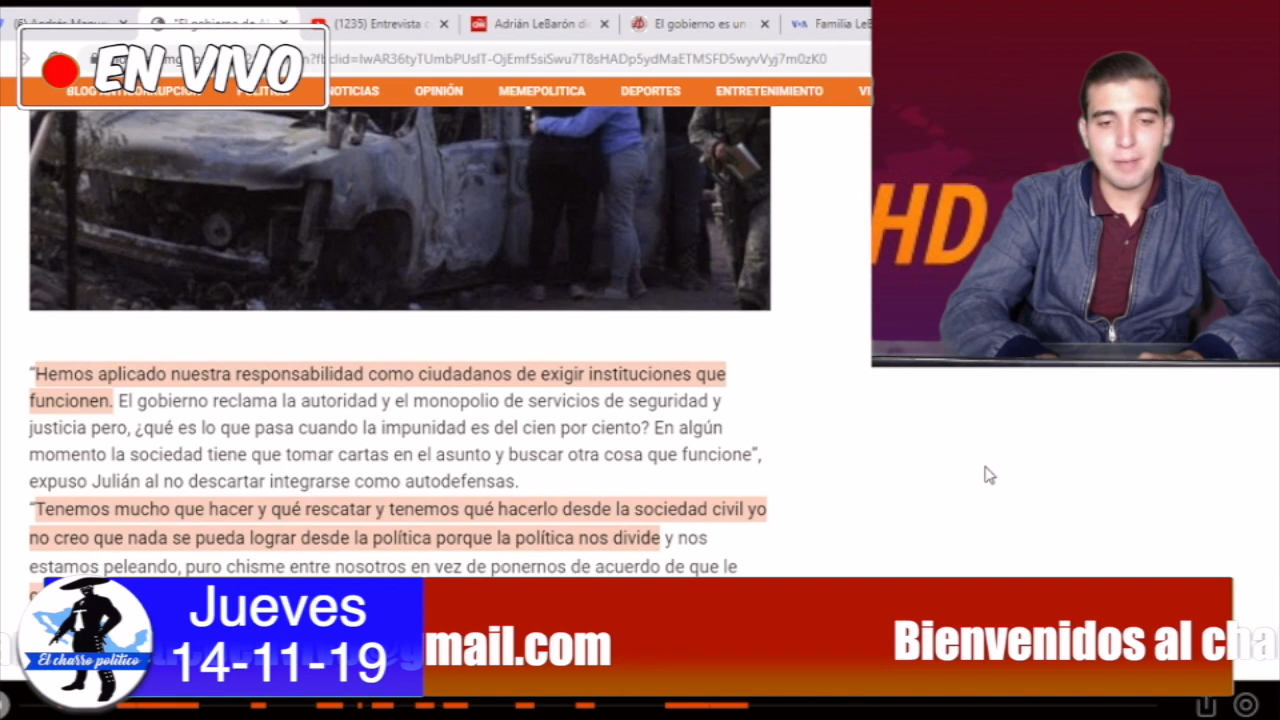 (1235) Entrevista c
Adrián LeBarón di
El gobierno es un
Familia LeB
EN VIVO
NOTICIAS
OPINIÓN
MEMEPOLITICA
DEPORTES
ENTRETENIMIENTO
VI
HD
“Hemos aplicado nuestra responsabilidad como ciudadanos de exigir instituciones que
funcionen. El gobierno reclama la autoridad y el monopolio de servicios de seguridad y
justicia pero, ¿qué es lo que pasa cuando la impunidad es del cien por ciento? En algún
momento la sociedad tiene que tomar cartas en el asunto y buscar otra cosa que funcione”,
expuso Julián al no descartar integrarse como autodefensas.
“Tenemos mucho que hacer y qué rescatar y tenemos qué hacerlo desde la sociedad civil yo
no creo que nada se pueda lograr desde la política porque la política nos divide y nos
estamos peleando, puro chisme entre nosotros en vez de ponernos de acuerdo de que le
Jueves
14-11-19
El charro político
gmail.com
Bienvenidos al cha